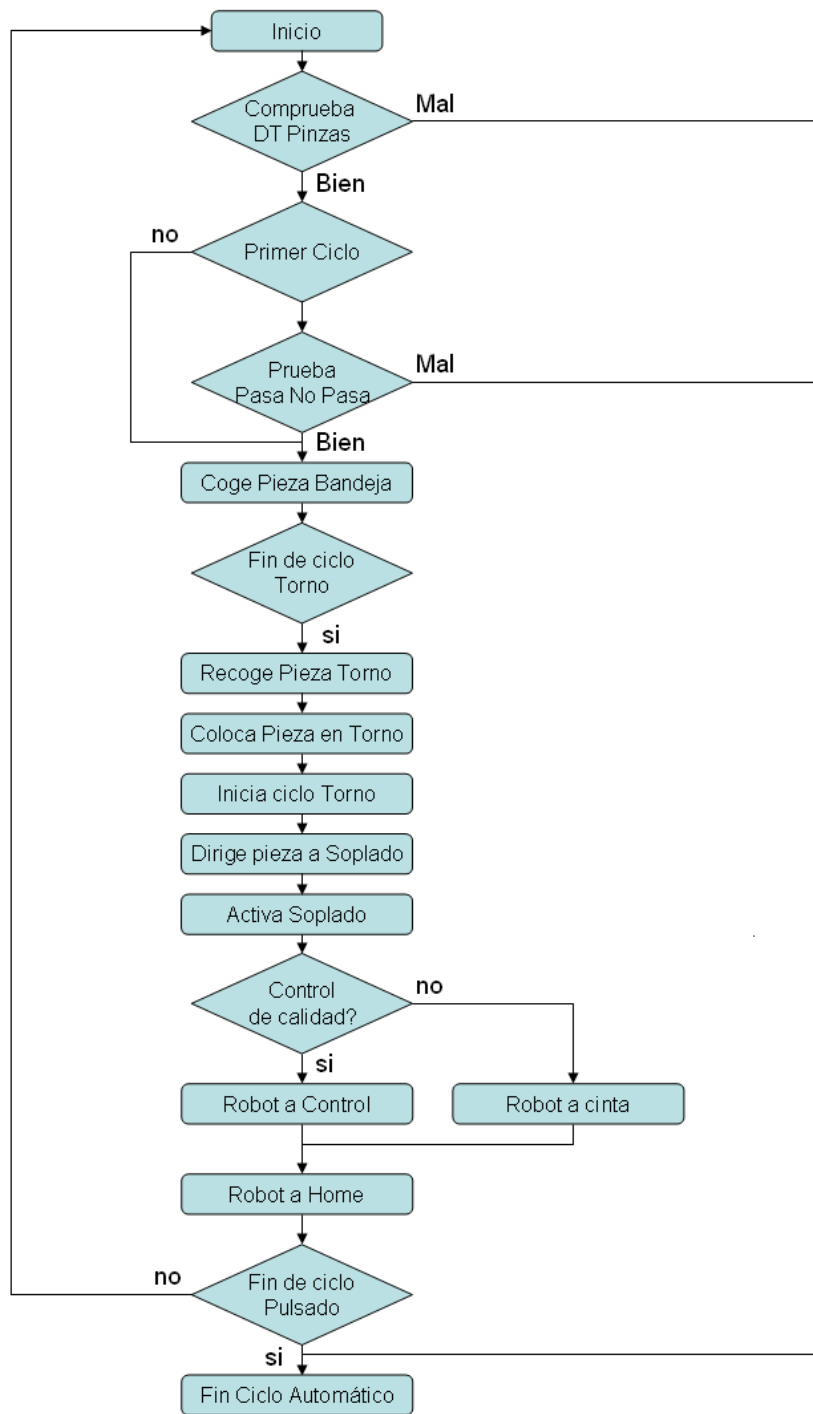 Inicio
Comprueba
DT Pinzas
Mal
Bien
no
Primer Ciclo
Prueba
Pasa No Pasa
Mal
Bien
Coge Pieza Bandeja
Fin de ciclo
Torno
si
Recoge Pieza Torno
Coloca Pieza en Torno
Inicia ciclo Torno
Dirige pieza a Soplado
Activa Soplado
Control
de calidad?
no
si
Robot a Control
Robot a cinta
Robot a Home
no
Fin de ciclo
Pulsado
si
Fin Ciclo Automático